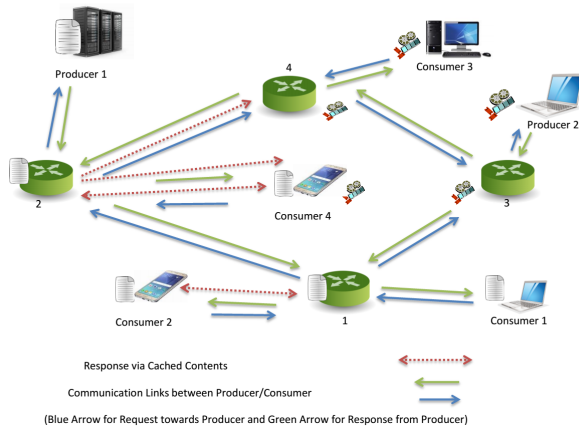 4
Consumer 3
Producer 1
Producer 2
2
3
Consumer 4
Consumer 2
1
Consumer 1
Response via Cached Contents
Communication Links between Producer/Consumer
(Blue Arrow for Request towards Producer and Green Arrow for Response from Producer)